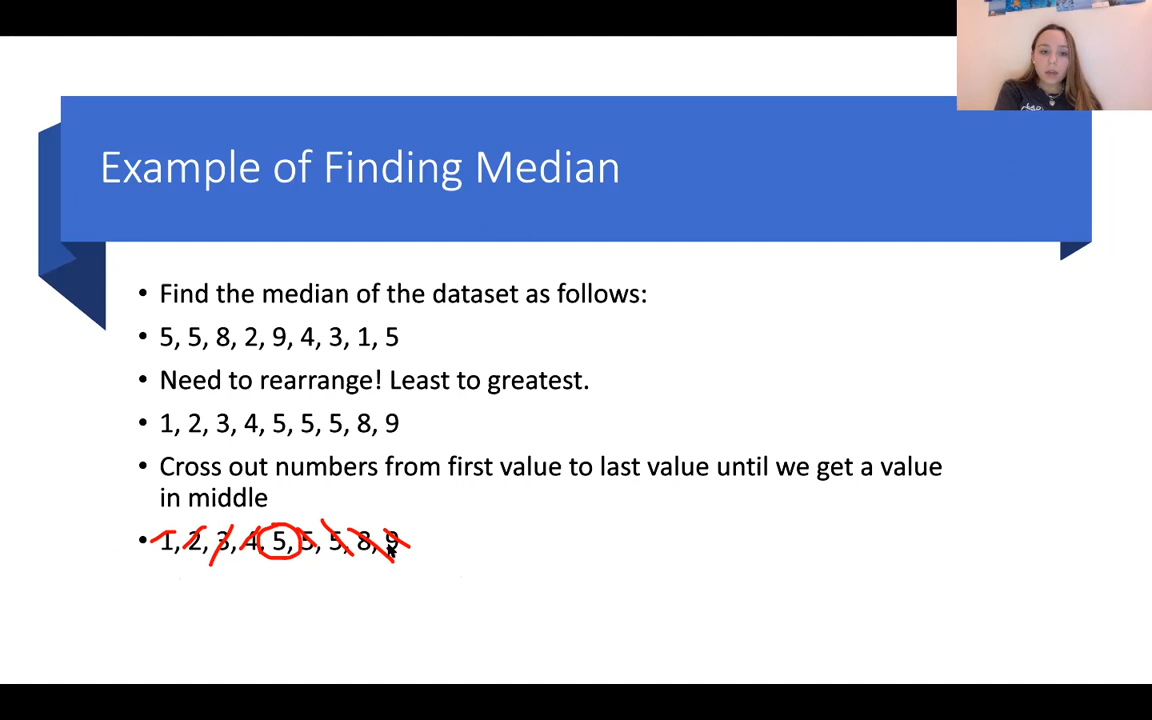 Example of Finding Median
• Find the median of the dataset as follows:
• 5, 5, 8, 2, 9, 4, 3, 1, 5
• Need to rearrange! Least to greatest.
• 1, 2, 3, 4, 5, 5, 5, 8, 9
• Cross out numbers from first value to last value until we get a value
in middle
• 1, 2, 3, 4, 5, 5, 5, 8, 9